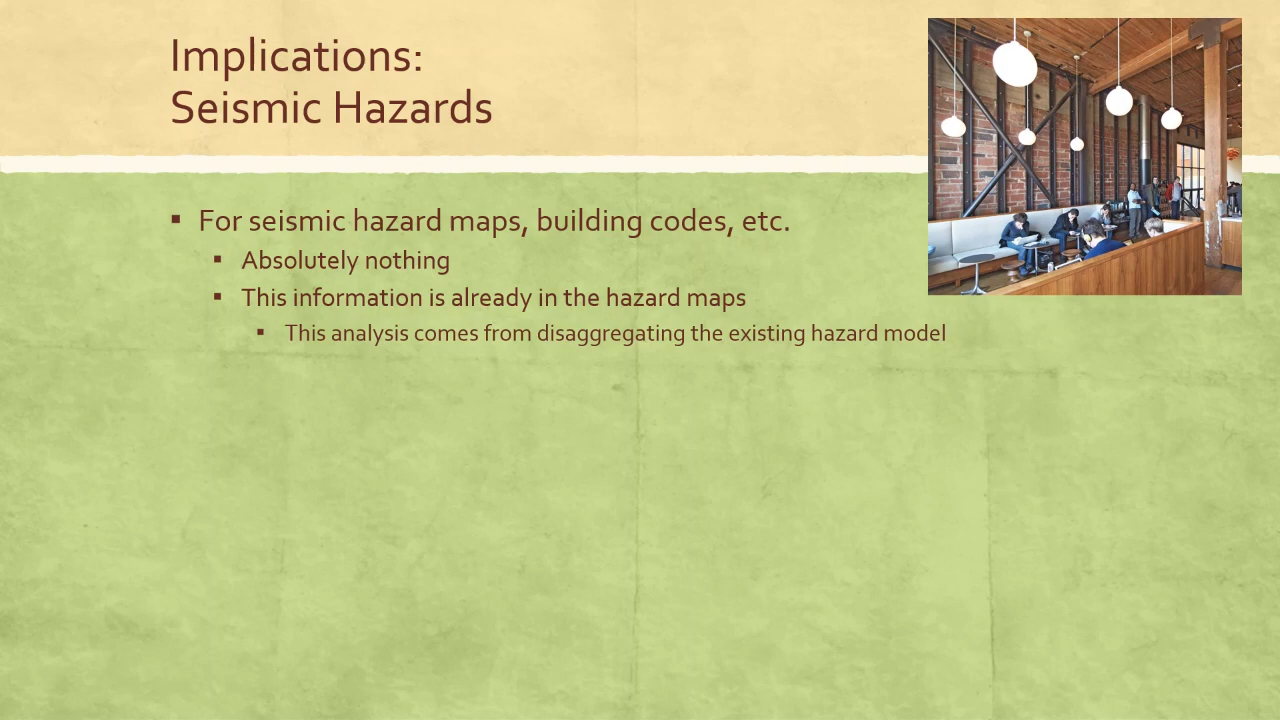 Implications:
Seismic Hazards
▪ For seismic hazard maps, building codes, etc.
▪ Absolutely nothing
▪ This information is already in the hazard maps
▪ This analysis comes from disaggregating the existing hazard model